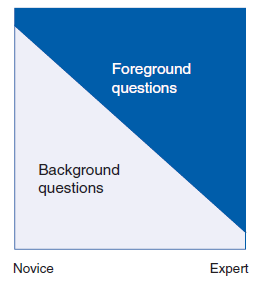 Foreground
questions
Background
questions
Novice
Expert